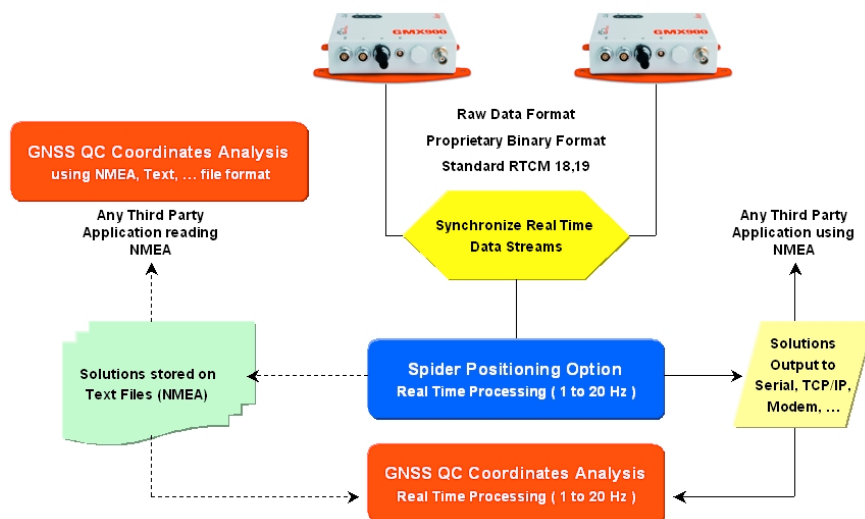 GMX900
GMX900
Raw Data Format
Proprietary Binary Format
Standard RTCM 18,19
GNSS QC Coordinates Analysis
using NMEA, Text, ... file format
Any Third Party
Application reading
NMEA
Synchronize Real Time
Data Streams
Any Third Party
Application using
NMEA
Solutions stored on
Text Files (NMEA)
Spider Positioning Option
Real Time Processing ( 1 to 20 Hz )
Solutions
Output to
Serial, TCP/IP,
Modem, ...
GNSS QC Coordinates Analysis
Real Time Processing ( 1 to 20 Hz )